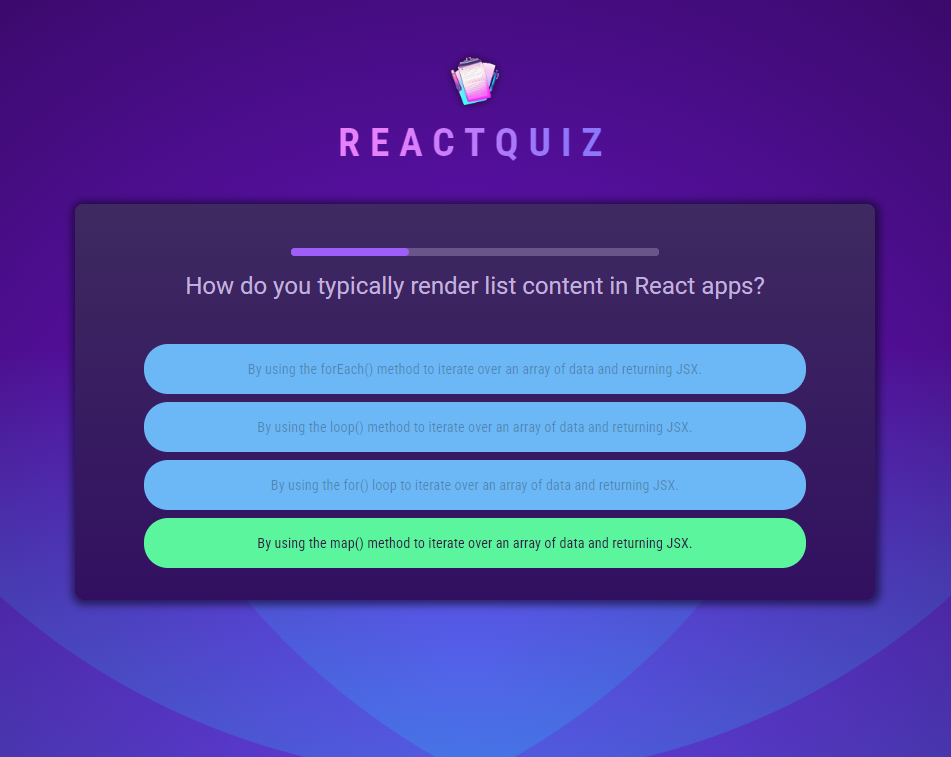 REACTQUIZ
How do you typically render list content in React apps?
By using the forEach() method to iterate over an array of data and returning JSX.
By using the loop() method to iterate over an array of data and returning JSX.
By using the for() loop to iterate over an array of data and returning JSX.
By using the map() method to iterate over an array of data and returning JSX.